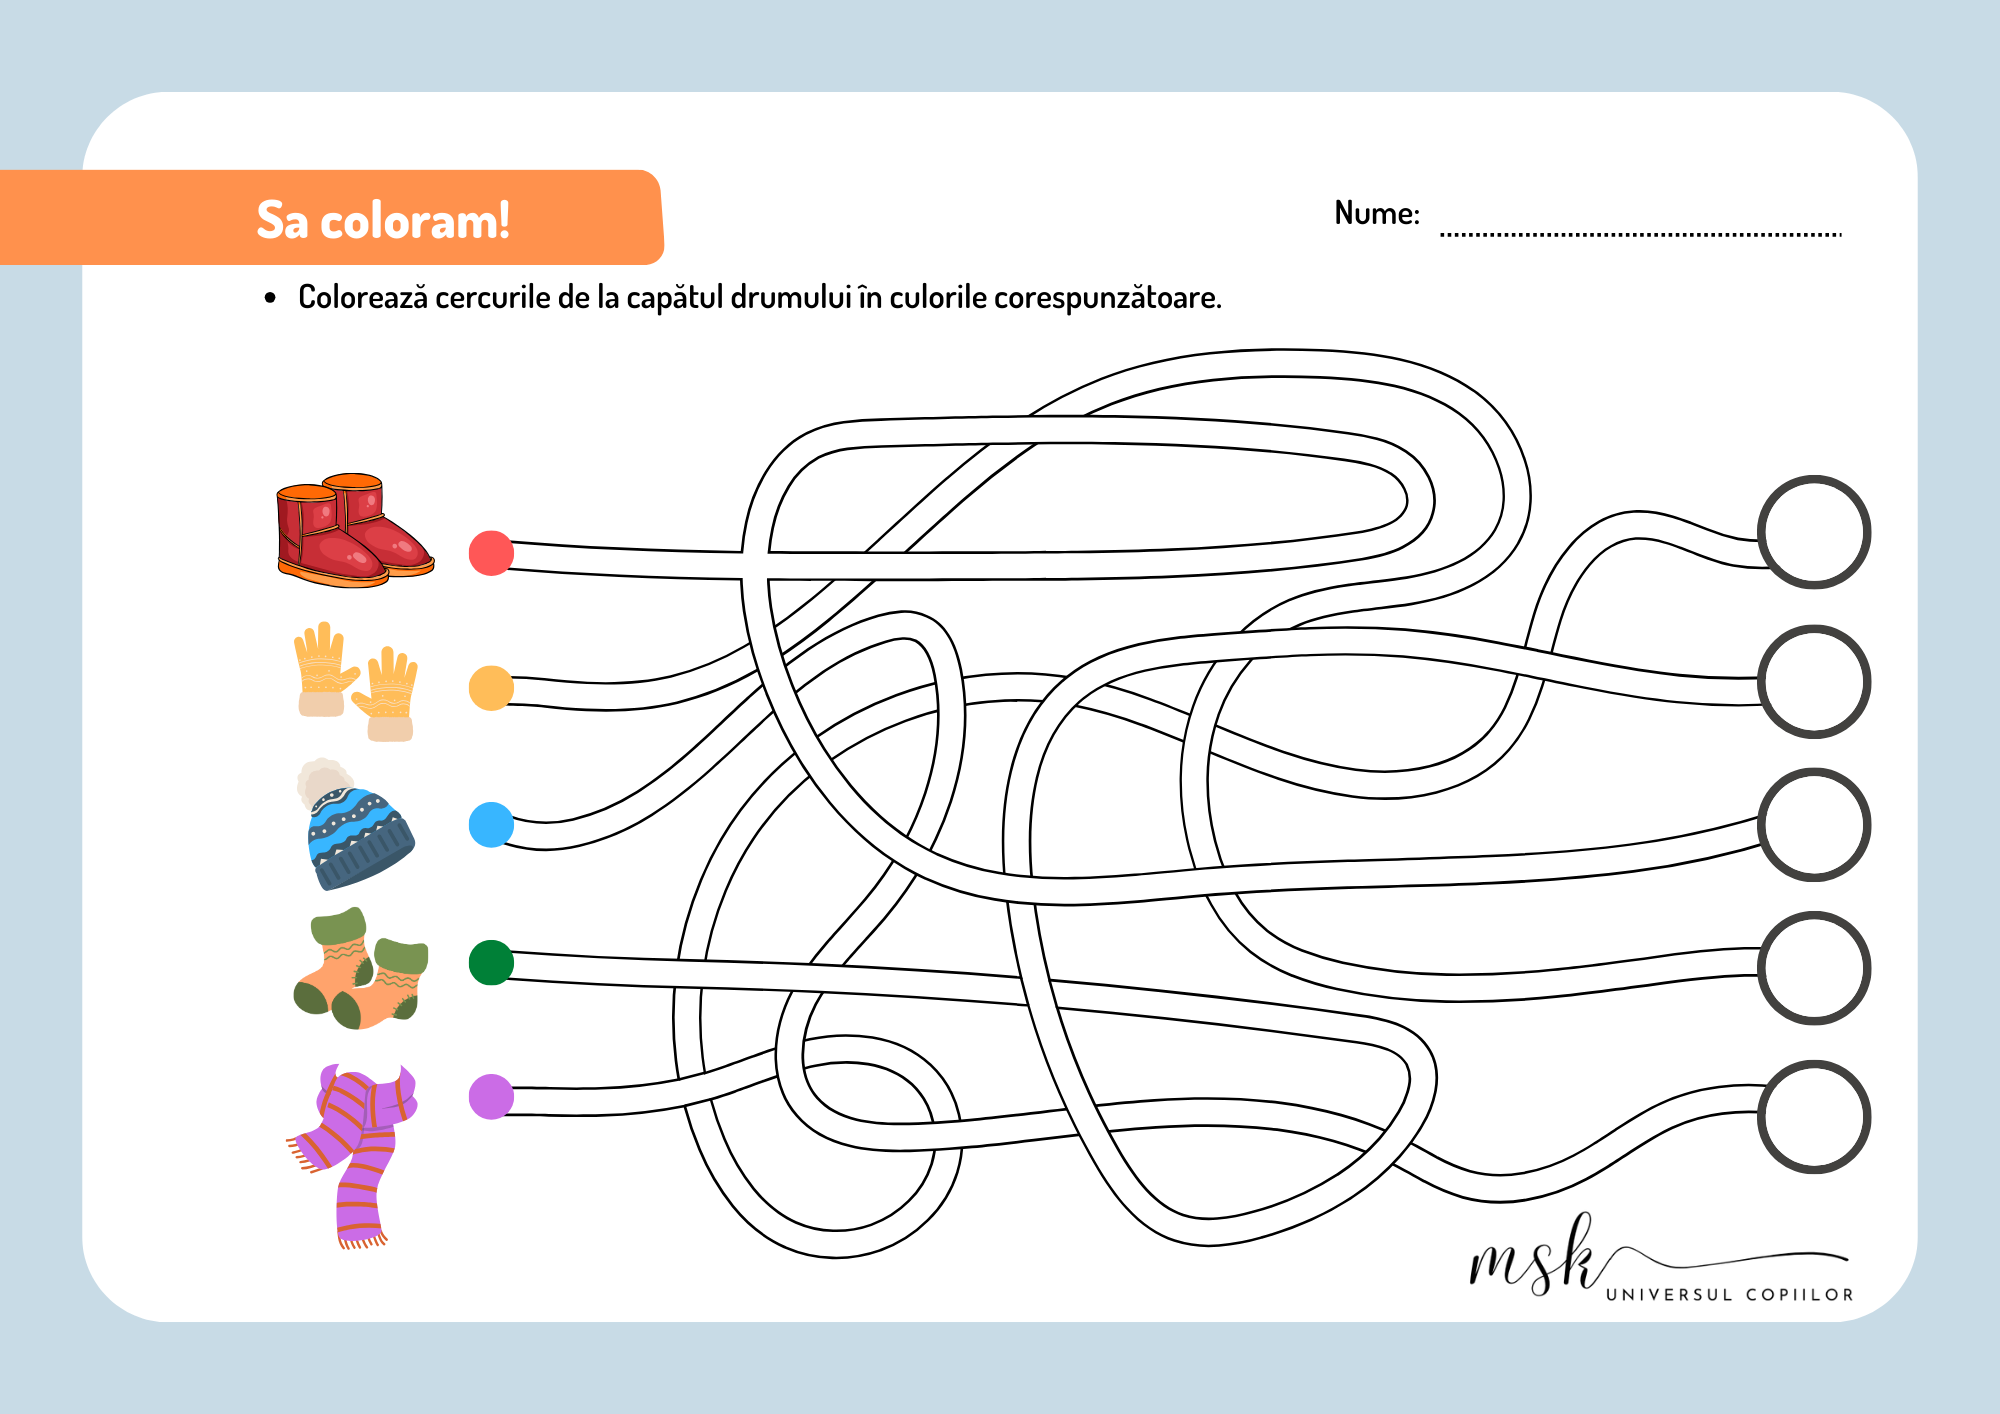 Sa coloram!
Nume:
• Colorează cercurile de la capătul drumului în culorile corespunzătoare.
msk
UNIVERSUL COPIILOR